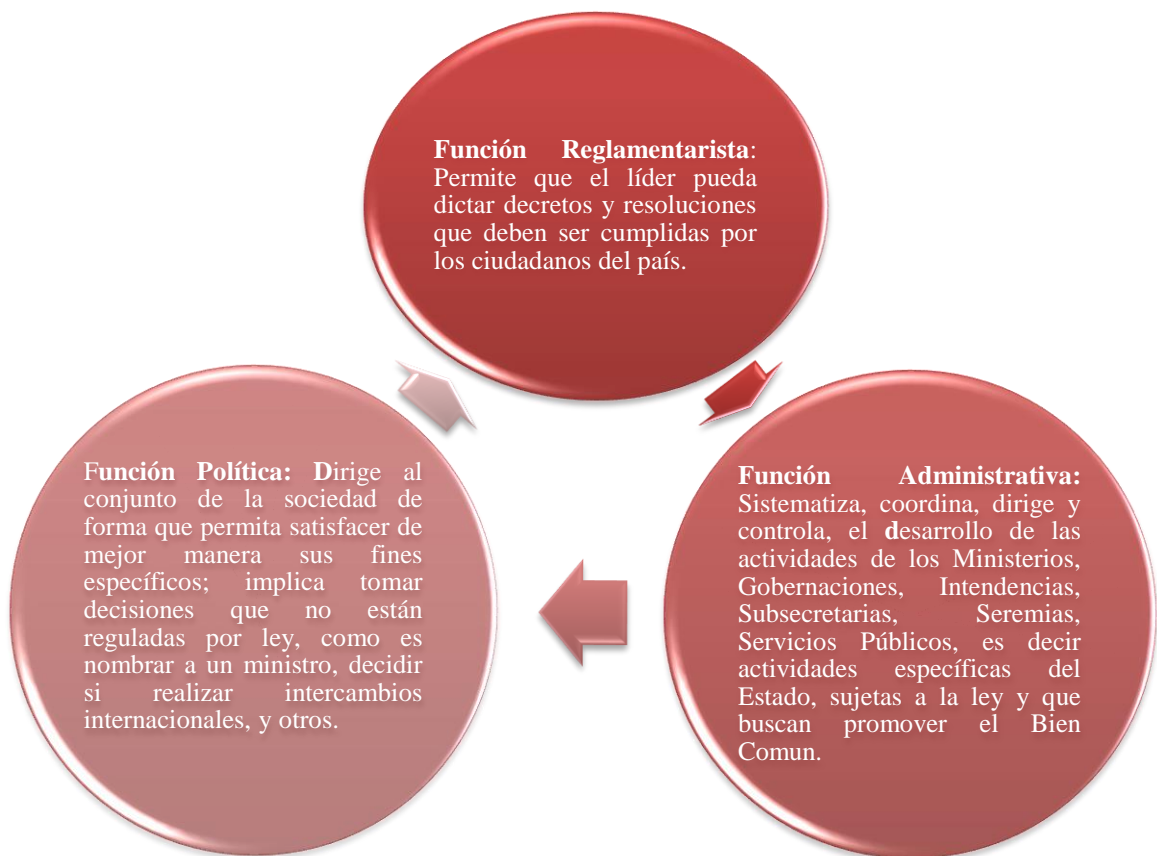 Función Reglamentarista:
Permite que el líder pueda
dictar decretos y resoluciones
que deben ser cumplidas por
los ciudadanos del país.
Función Administrativa:
Sistematiza, coordina, dirige y
controla, el desarrollo de las
actividades de los Ministerios,
Gobernaciones, Intendencias,
Subsecretarias, Seremias,
Servicios Públicos, es decir
actividades específicas del
Estado, sujetas a la ley y que
buscan promover el Bien
Comun.
Función Política: Dirige al
conjunto de la sociedad de
forma que permita satisfacer de
mejor manera sus fines
específicos; implica tomar
decisiones que no están
reguladas por ley, como es
nombrar a un ministro, decidir
si realizar intercambios
internacionales, y otros.